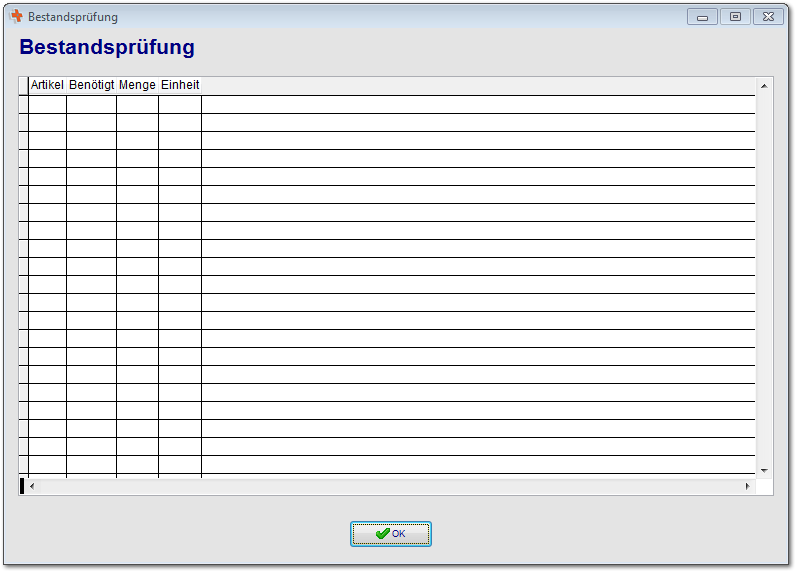 Bestandsprüfung
Bestandsprüfung
Artikel Benötigt Menge Einheit
OK